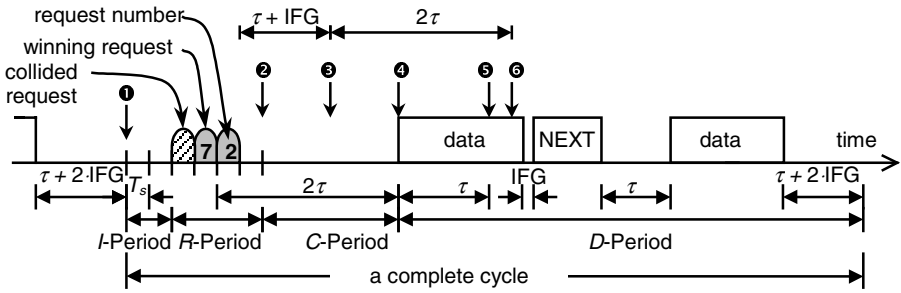 request number
τ + IFG
2τ
winning request
collided
request
❶
❷
❸
❹
❺
❻
7
2
data
NEXT
data
time
τ + 2·IFG
Ts
2τ
τ
IFG
τ
τ + 2·IFG
I-Period
R-Period
C-Period
D-Period
a complete cycle